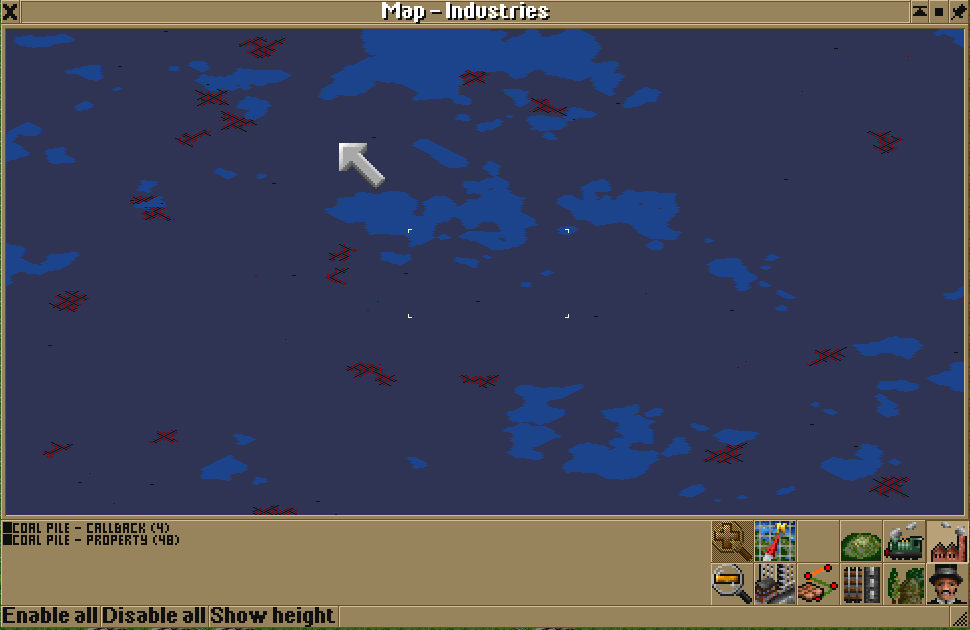 Map - Industries
COAL PILE - CALLBACK (4)
COAL PILE - PROPERTY (48)
Enable all Disable all Show height